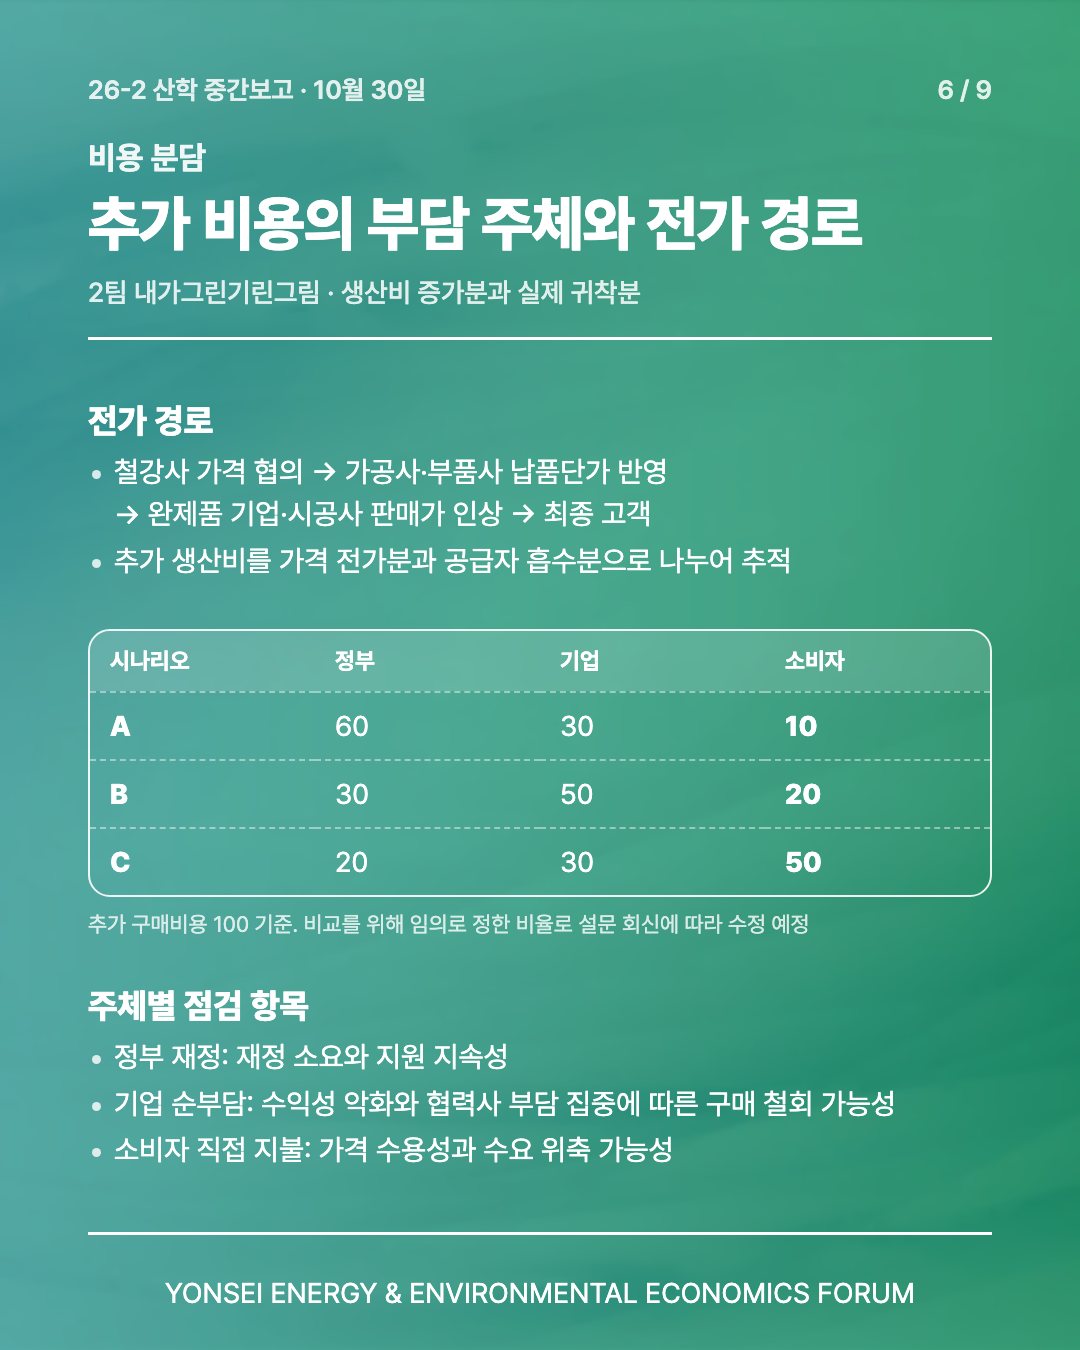 26-2 산학 중간보고 · 10월 30일
6 / 9
비용 분담
추가 비용의 부담 주체와 전가 경로
2팀 내가그린기린그림 · 생산비 증가분과 실제 귀착분
전가 경로
• 철강사 가격 협의 → 가공사·부품사 납품단가 반영
→ 완제품 기업·시공사 판매가 인상 → 최종 고객
• 추가 생산비를 가격 전가분과 공급자 흡수분으로 나누어 추적
시나리오 정부 기업 소비자
A 60 30 10
B 30 50 20
C 20 30 50
추가 구매비용 100 기준. 비교를 위해 임의로 정한 비율로 설문 회신에 따라 수정 예정
주체별 점검 항목
• 정부 재정: 재정 소요와 지원 지속성
• 기업 순부담: 수익성 악화와 협력사 부담 집중에 따른 구매 철회 가능성
• 소비자 직접 지불: 가격 수용성과 수요 위축 가능성
YONSEI ENERGY & ENVIRONMENTAL ECONOMICS FORUM